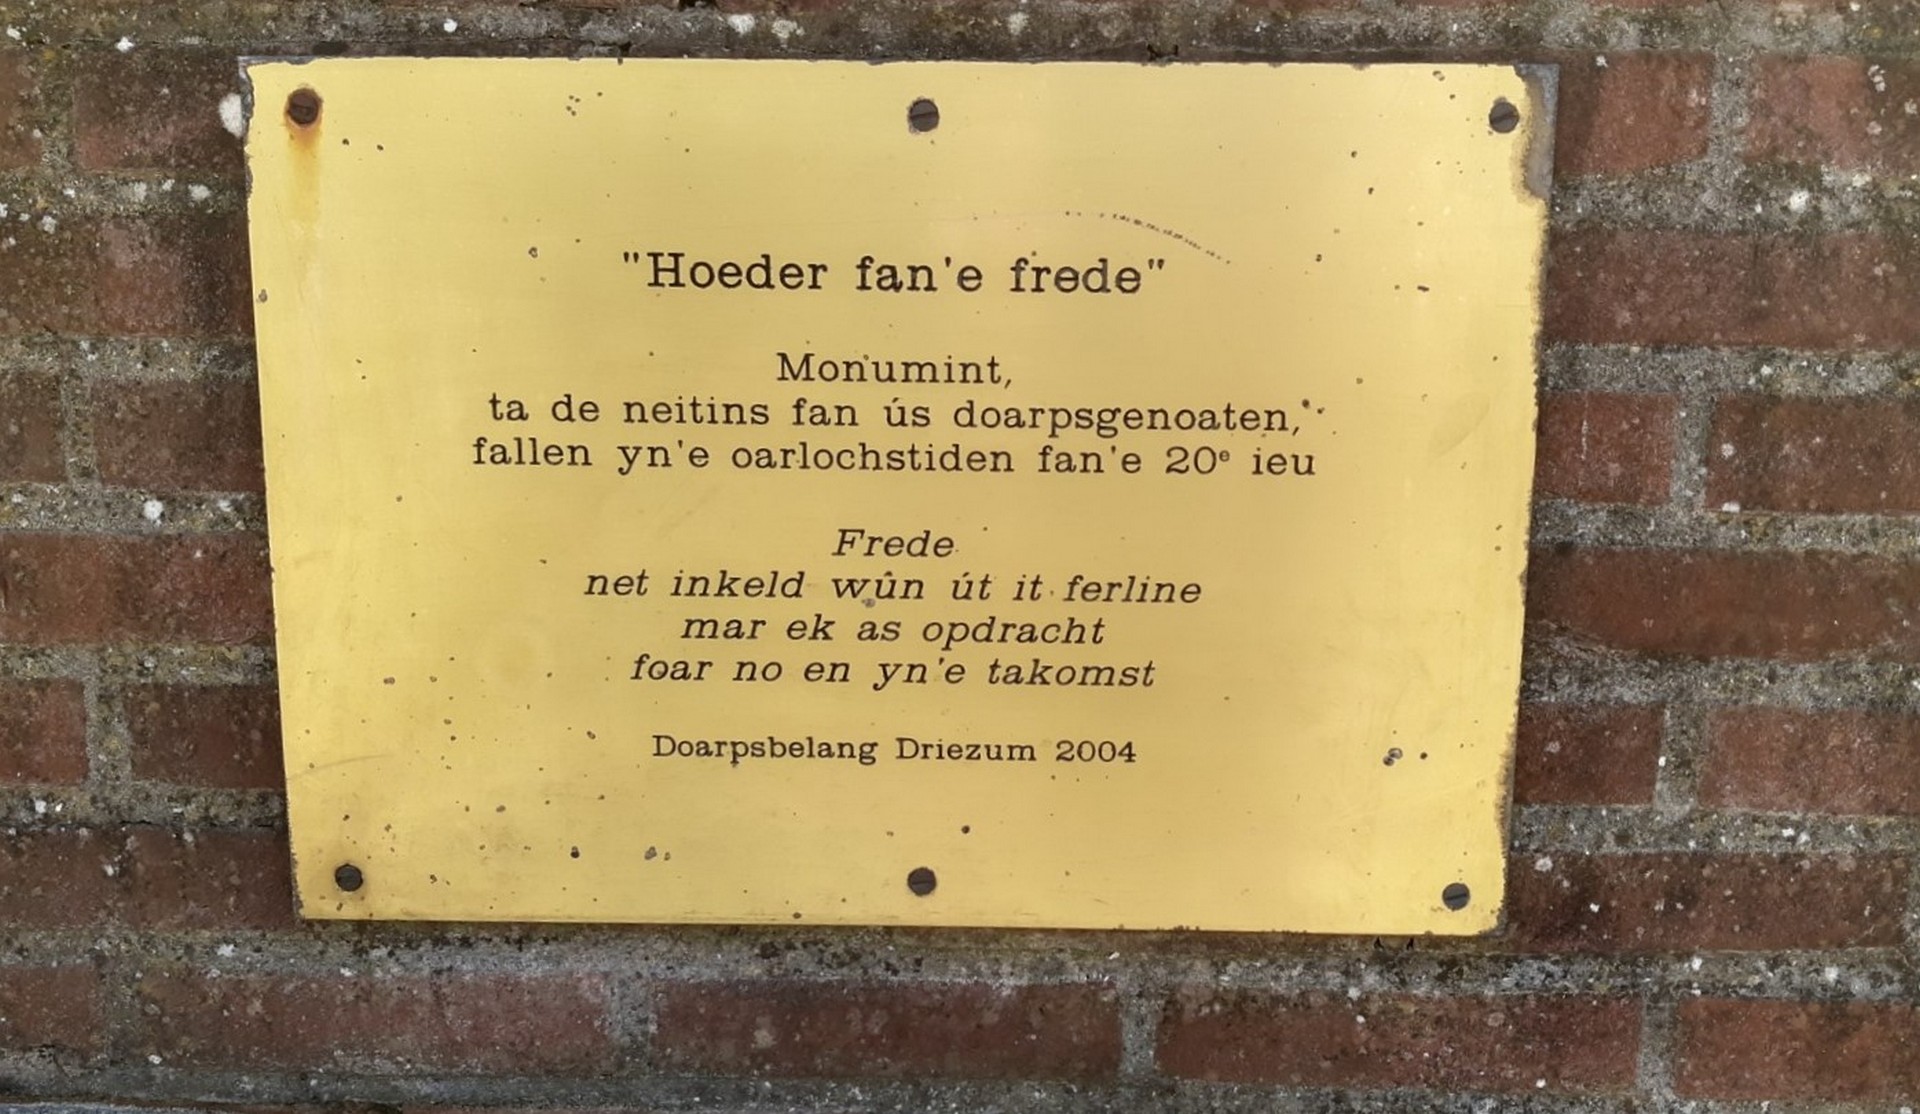 "Hoeder fan'e frede"
Monumint,
ta de neitins fan ús doarpsgenoaten,
fallen yn'e oarlochstiden fan'e 20e ieu
Frede
net inkeld wûn út it ferline
mar ek as opdracht
foar no en yn'e takomst
Doarpsbelang Driezum 2004